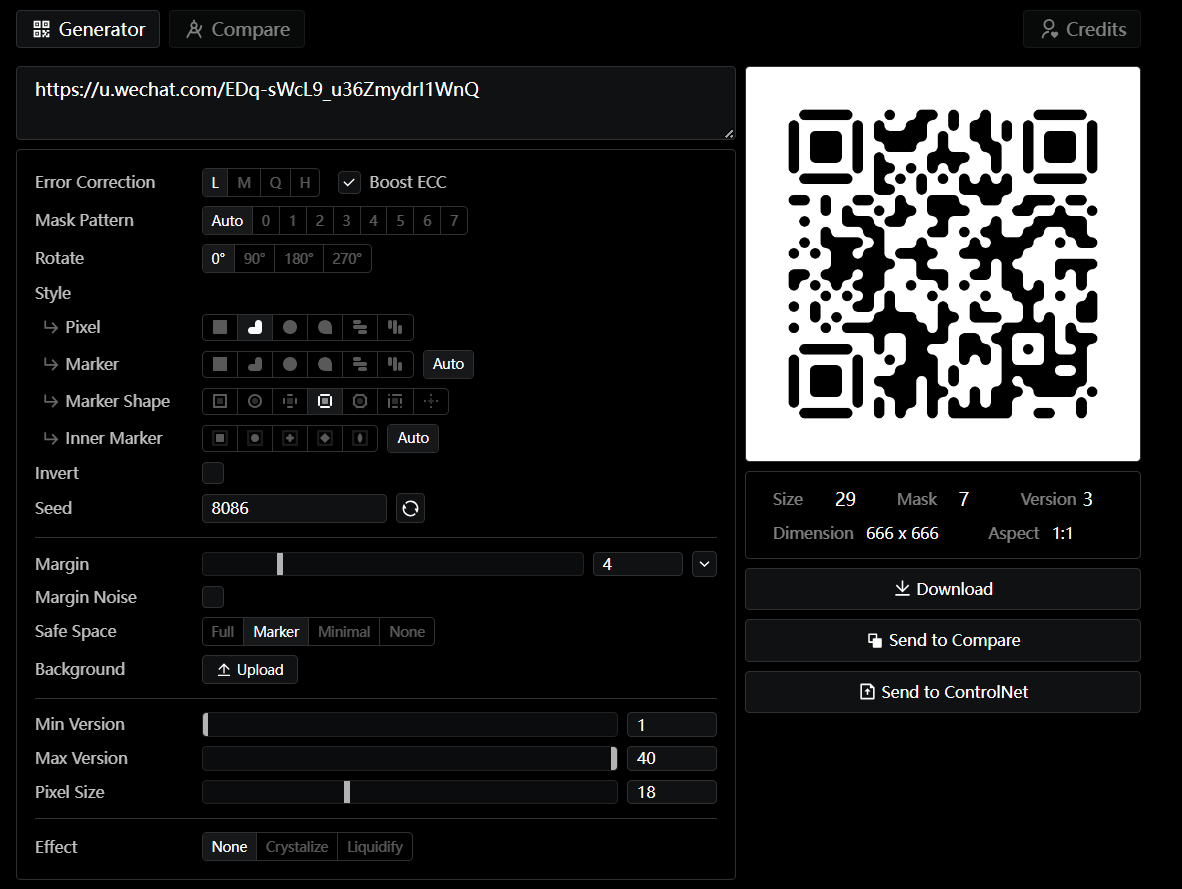 Generator Compare Credits
https://u.wechat.com/EDq-sWcL9_u36ZmydrI1WnQ
Error Correction L M Q H Boost ECC
Mask Pattern Auto 0 1 2 3 4 5 6 7
Rotate 0° 90° 180° 270°
Style
Pixel
Marker Auto
Marker Shape
Inner Marker Auto
Invert
Seed 8086
Margin 4
Margin Noise
Safe Space Full Marker Minimal None
Background Upload
Min Version 1
Max Version 40
Pixel Size 18
Effect None Crystalize Liquidify
Size 29 Mask 7 Version 3
Dimension 666 x 666 Aspect 1:1
Download
Send to Compare
Send to ControlNet